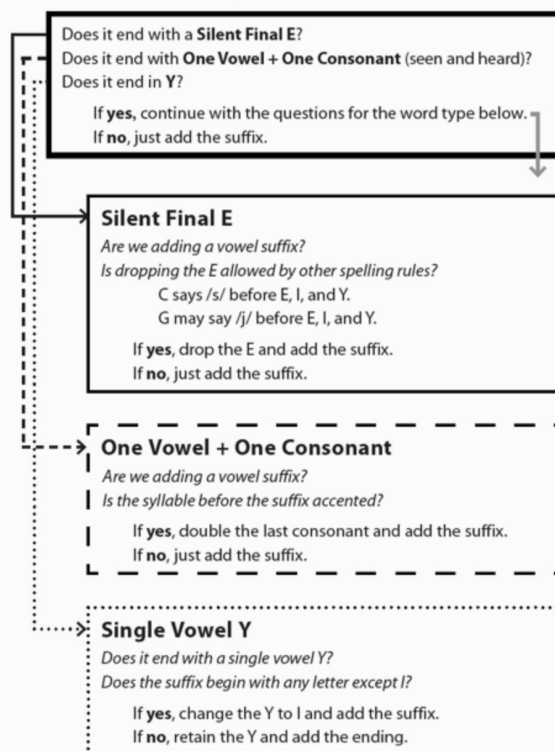 Does it end with a Silent Final E?
Does it end with One Vowel + One Consonant (seen and heard)?
Does it end in Y?
If yes, continue with the questions for the word type below.
If no, just add the suffix.
Silent Final E
Are we adding a vowel suffix?
Is dropping the E allowed by other spelling rules?
C says /s/ before E, I, and Y.
G may say /j/ before E, I, and Y.
If yes, drop the E and add the suffix.
If no, just add the suffix.
One Vowel + One Consonant
Are we adding a vowel suffix?
Is the syllable before the suffix accented?
If yes, double the last consonant and add the suffix.
If no, just add the suffix.
Single Vowel Y
Does it end with a single vowel Y?
Does the suffix begin with any letter except I?
If yes, change the Y to I and add the suffix.
If no, retain the Y and add the ending.